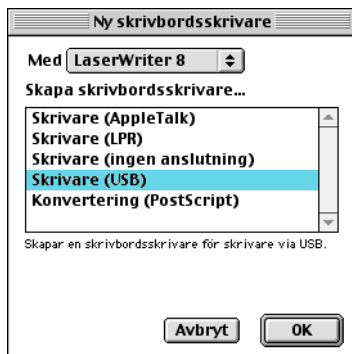 Ny skrivbordsskrivare
Med LaserWriter 8
Skapa skrivbordsskrivare...
Skrivare (AppleTalk)
Skrivare (LPR)
Skrivare (ingen anslutning)
Skrivare (USB)
Konvertering (PostScript)
Skapar en skrivbordsskrivare för skrivare via USB.
Avbryt OK